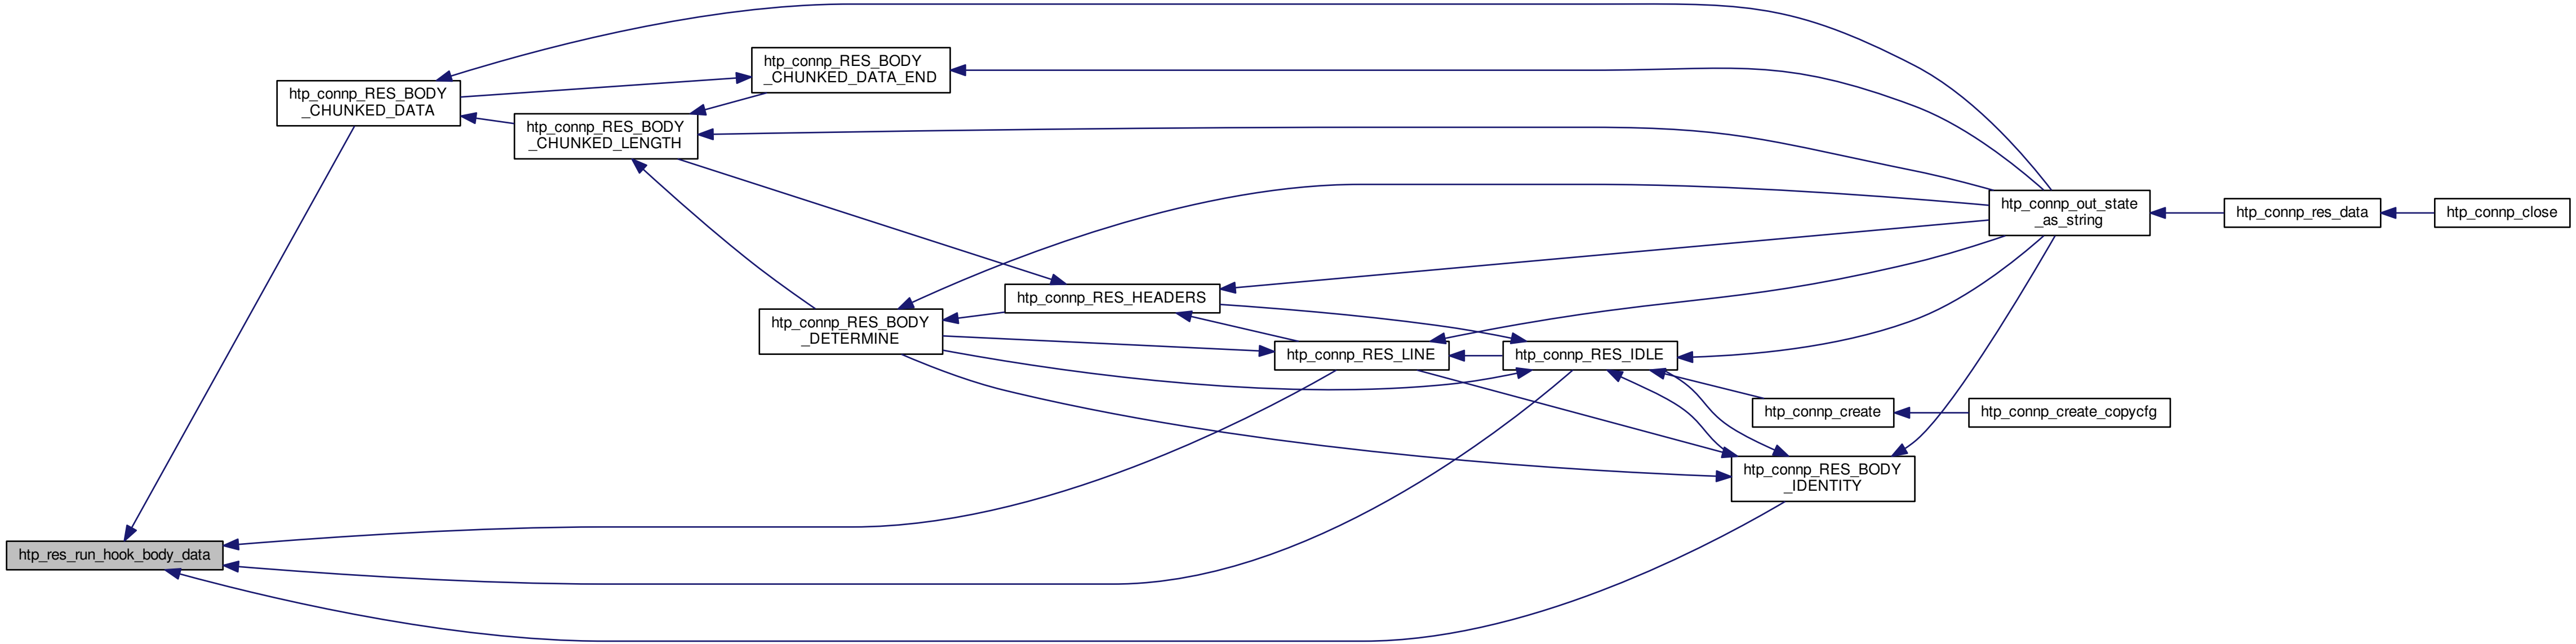 htp_connp_RES_BODY
_CHUNKED_DATA_END
htp_connp_RES_BODY
_CHUNKED_DATA
htp_connp_RES_BODY
_CHUNKED_LENGTH
htp_connp_out_state
_as_string
htp_connp_res_data
htp_connp_close
htp_connp_RES_HEADERS
htp_connp_RES_BODY
_DETERMINE
htp_connp_RES_LINE
htp_connp_RES_IDLE
htp_connp_create
htp_connp_create_copycfg
htp_connp_RES_BODY
_IDENTITY
htp_res_run_hook_body_data